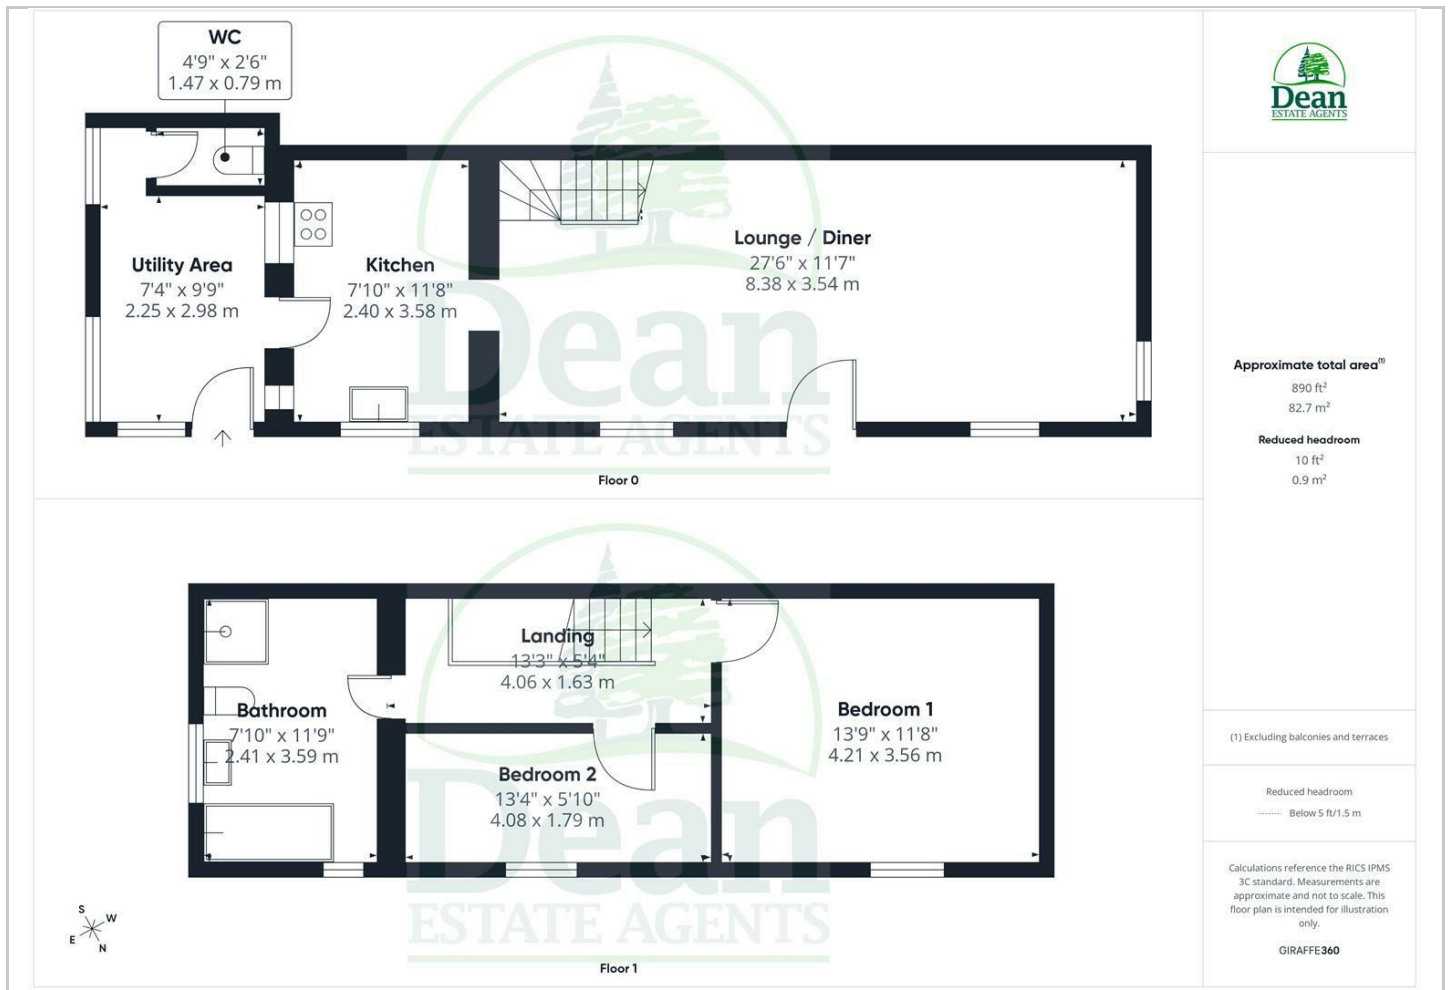 WC
4'9" x 2'6"
1.47 x 0.79 m
Utility Area
7'4" x 9'9"
2.25 x 2.98 m
Kitchen
7'10" x 11'8"
2.40 x 3.58 m
Lounge / Diner
27'6" x 11'7"
8.38 x 3.54 m
Dean
ESTATE AGENTS
Floor 0
Landing
13'3" x 5'4"
4.06 x 1.63 m
Bathroom
7'10" x 11'9"
2.41 x 3.59 m
Bedroom 2
13'4" x 5'10"
4.08 x 1.79 m
Bedroom 1
13'9" x 11'8"
4.21 x 3.56 m
Dean
ESTATE AGENTS
S
W
E
N
Floor 1
Dean
ESTATE AGENTS
Approximate total area(1)
890 ft²
82.7 m²
Reduced headroom
10 ft²
0.9 m²
(1) Excluding balconies and terraces
Reduced headroom
Below 5 ft/1.5 m
Calculations reference the RICS IPMS
3C standard. Measurements are
approximate and not to scale. This
floor plan is intended for illustration
only.
GIRAFFE360